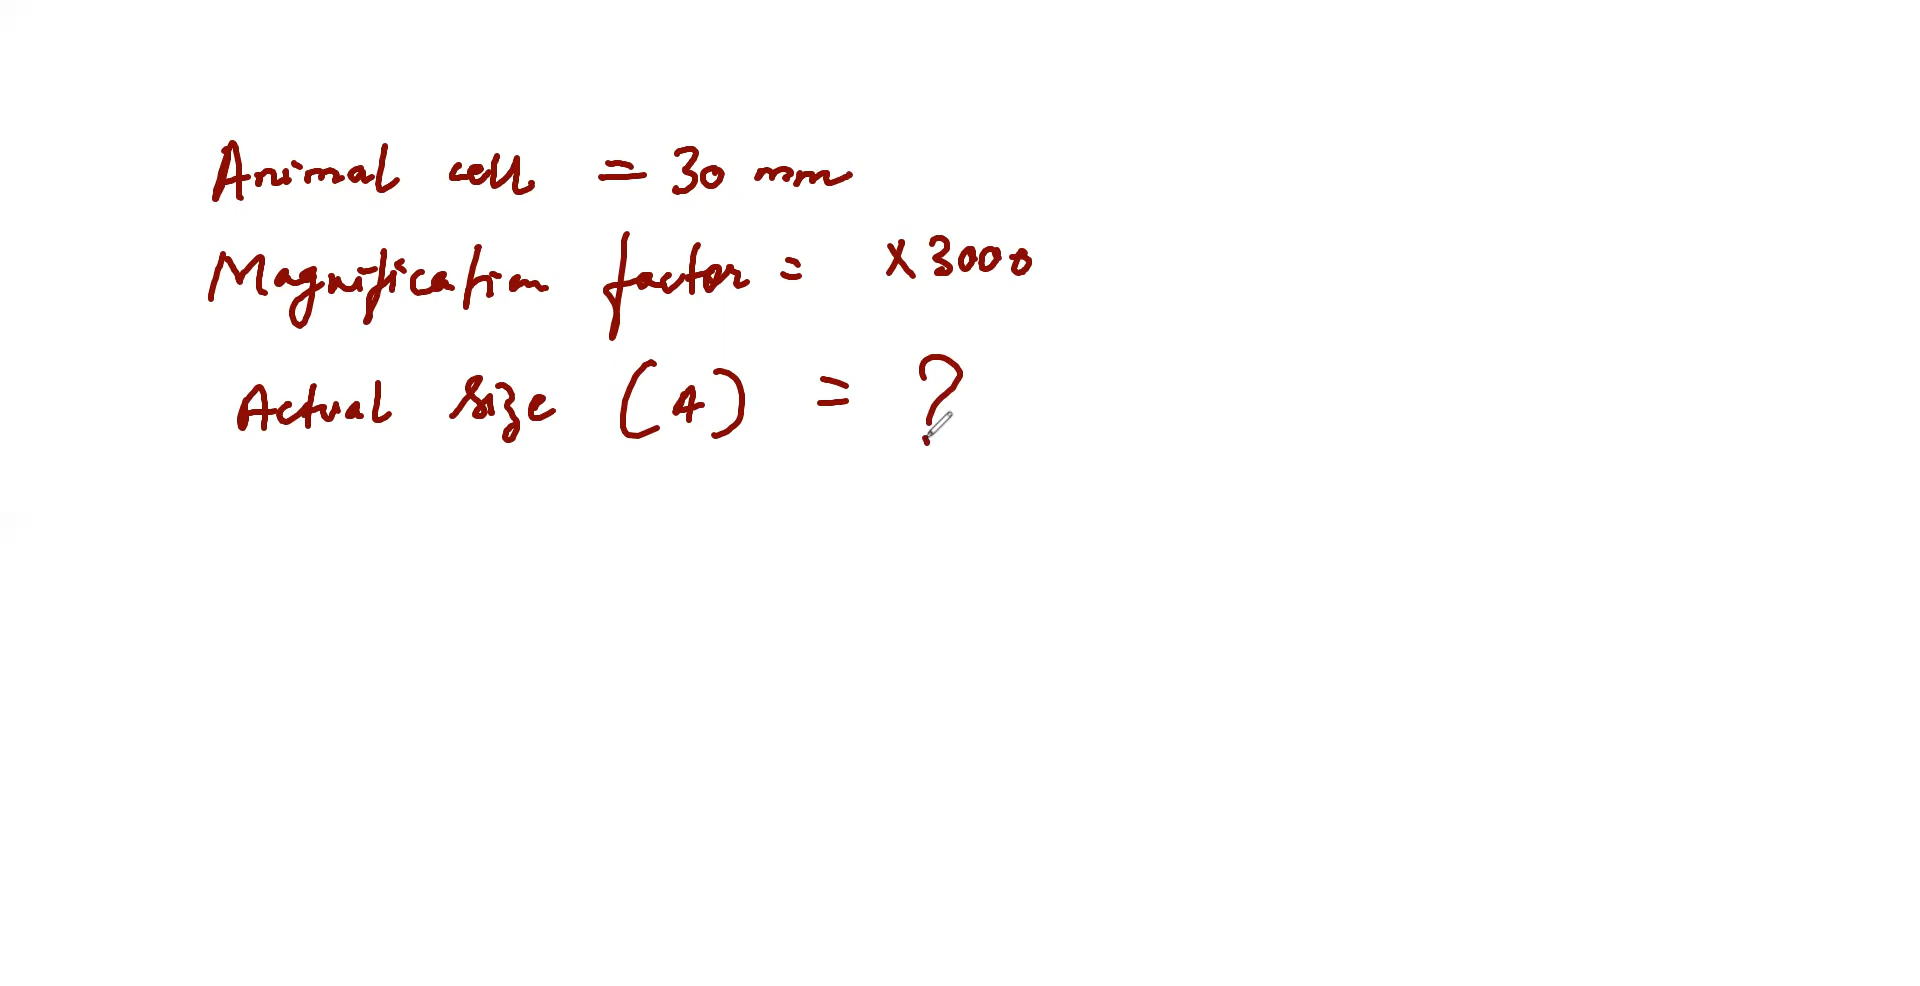 Animal cell = 30 mm
Magnification factor = x3000
Actual size (A) = ?